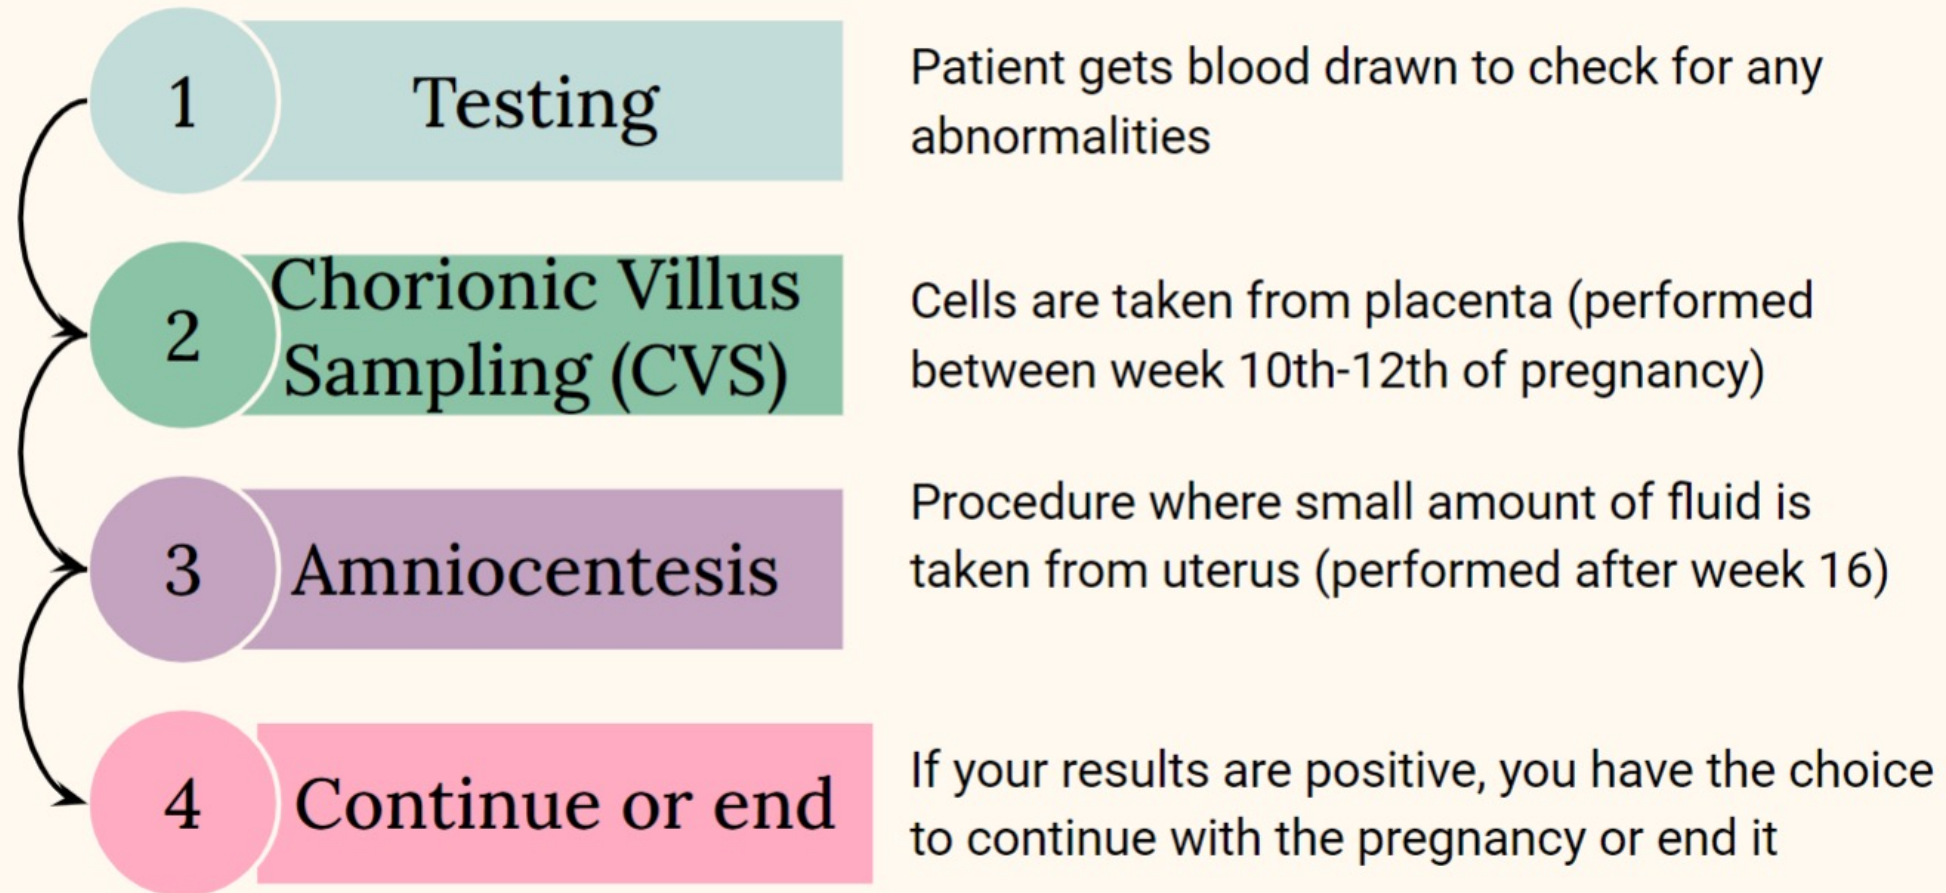 1
Testing
Patient gets blood drawn to check for any
abnormalities
2
Chorionic Villus
Sampling (CVS)
Cells are taken from placenta (performed
between week 10th-12th of pregnancy)
3
Amniocentesis
Procedure where small amount of fluid is
taken from uterus (performed after week 16)
4
Continue or end
If your results are positive, you have the choice
to continue with the pregnancy or end it